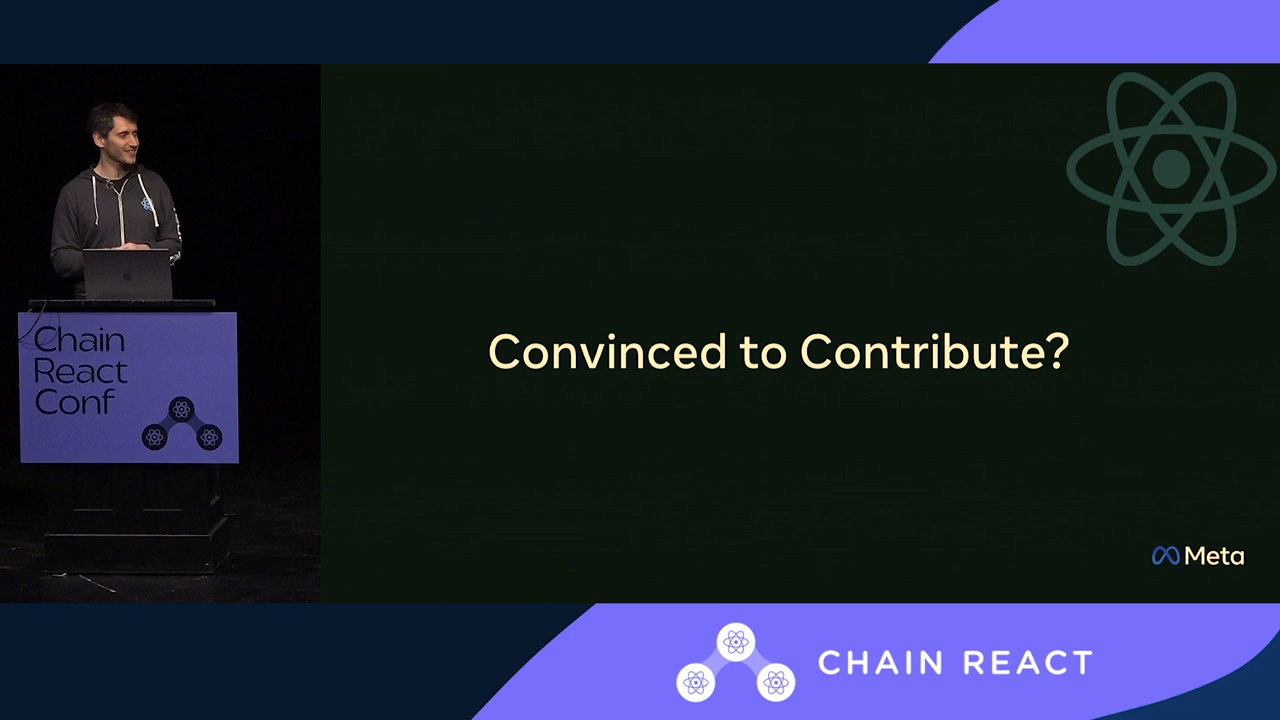 Chain
React
Conf
Convinced to Contribute?
Meta
CHAIN REACT